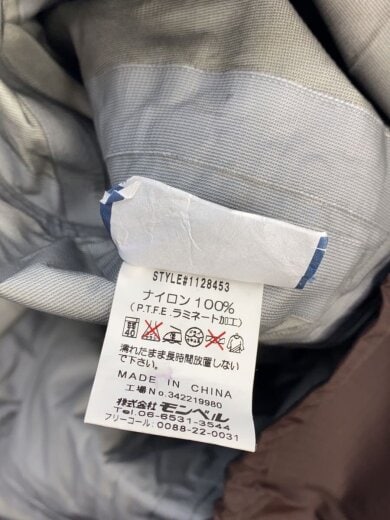 STYLE#1128453
ナイロン100%
(P.T.F.E.ラミネート加工)
40
濡れたまま長時間放置しない
で下さい。
MADE IN CHINA
工場No.342219980
株式会社モンベル
Tel.06-6531-3544
フリーコール:0088-22-0031